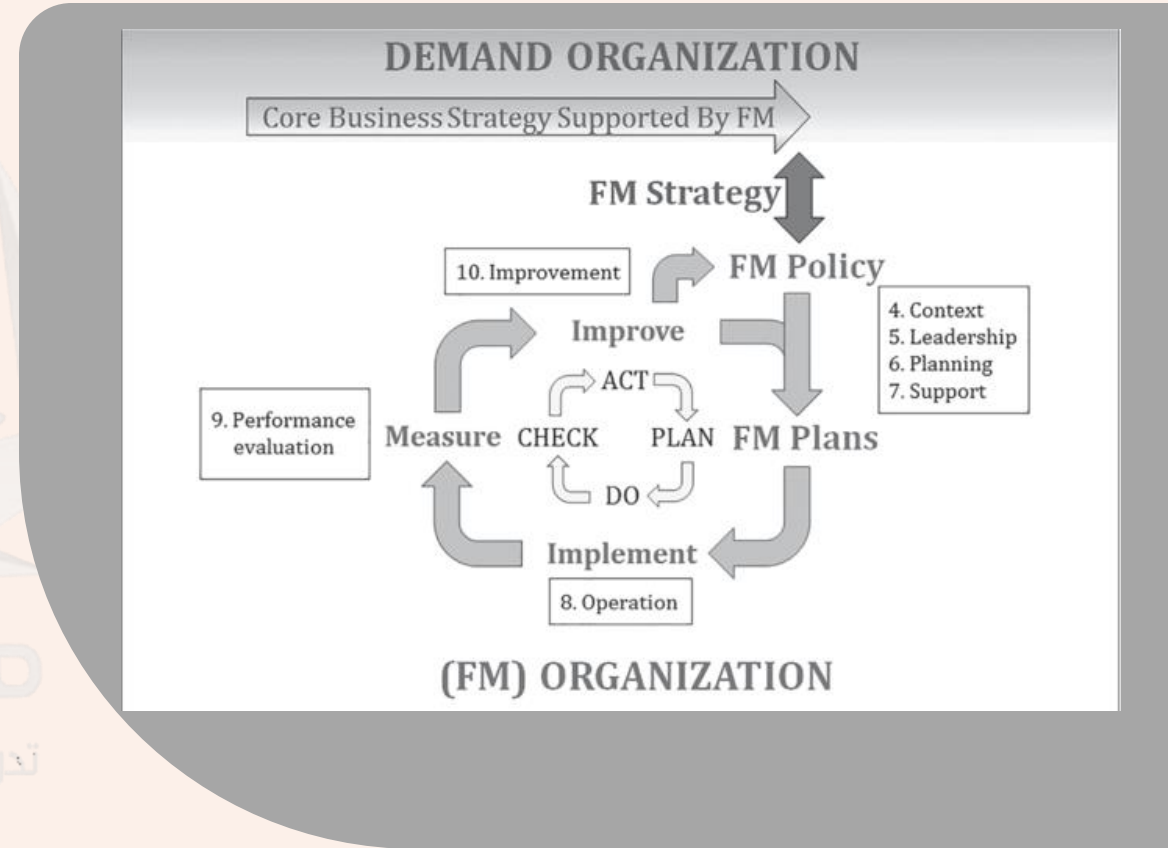 DEMAND ORGANIZATION
Core Business Strategy Supported By FM
FM Strategy
10. Improvement
FM Policy
4. Context
5. Leadership
6. Planning
7. Support
Improve
ACT
9. Performance
evaluation
Measure
CHECK
PLAN
FM Plans
DO
Implement
8. Operation
(FM) ORGANIZATION